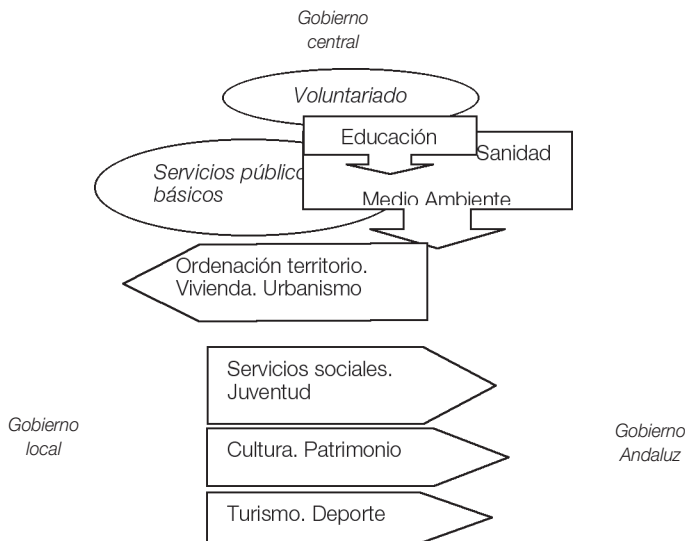 Gobierno
central
Voluntariado
Educación
Sanidad
Servicios público
básicos
Medio Ambiente
Ordenación territorio.
Vivienda. Urbanismo
Servicios sociales.
Juventud
Gobierno
local
Gobierno
Andaluz
Cultura. Patrimonio
Turismo. Deporte